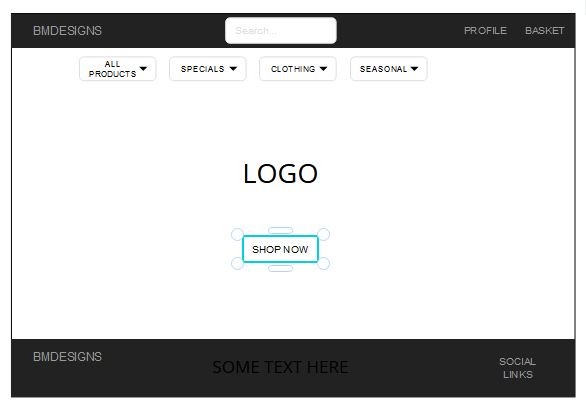 BMDESIGNS
Search...
PROFILE
BASKET
ALL
PRODUCTS
SPECIALS
CLOTHING
SEASONAL
LOGO
SHOP NOW
BMDESIGNS
SOME TEXT HERE
SOCIAL
LINKS